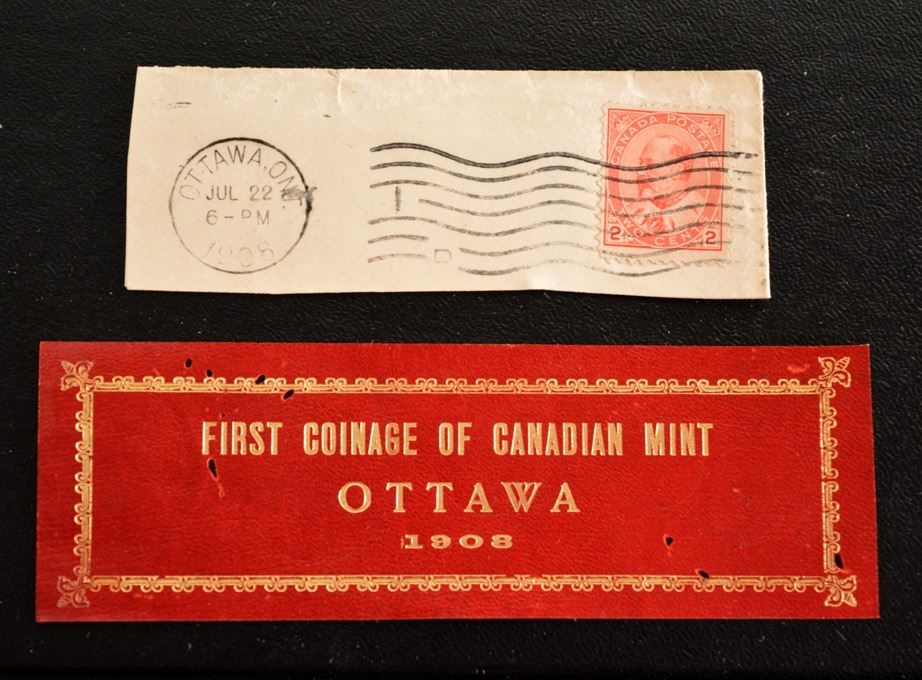 OTTAWA, ONT.
JUL 22
6-PM
1908
I
D
CANADA POSTAGE
2 TWO CENTS 2
FIRST COINAGE OF CANADIAN MINT
OTTAWA
1908